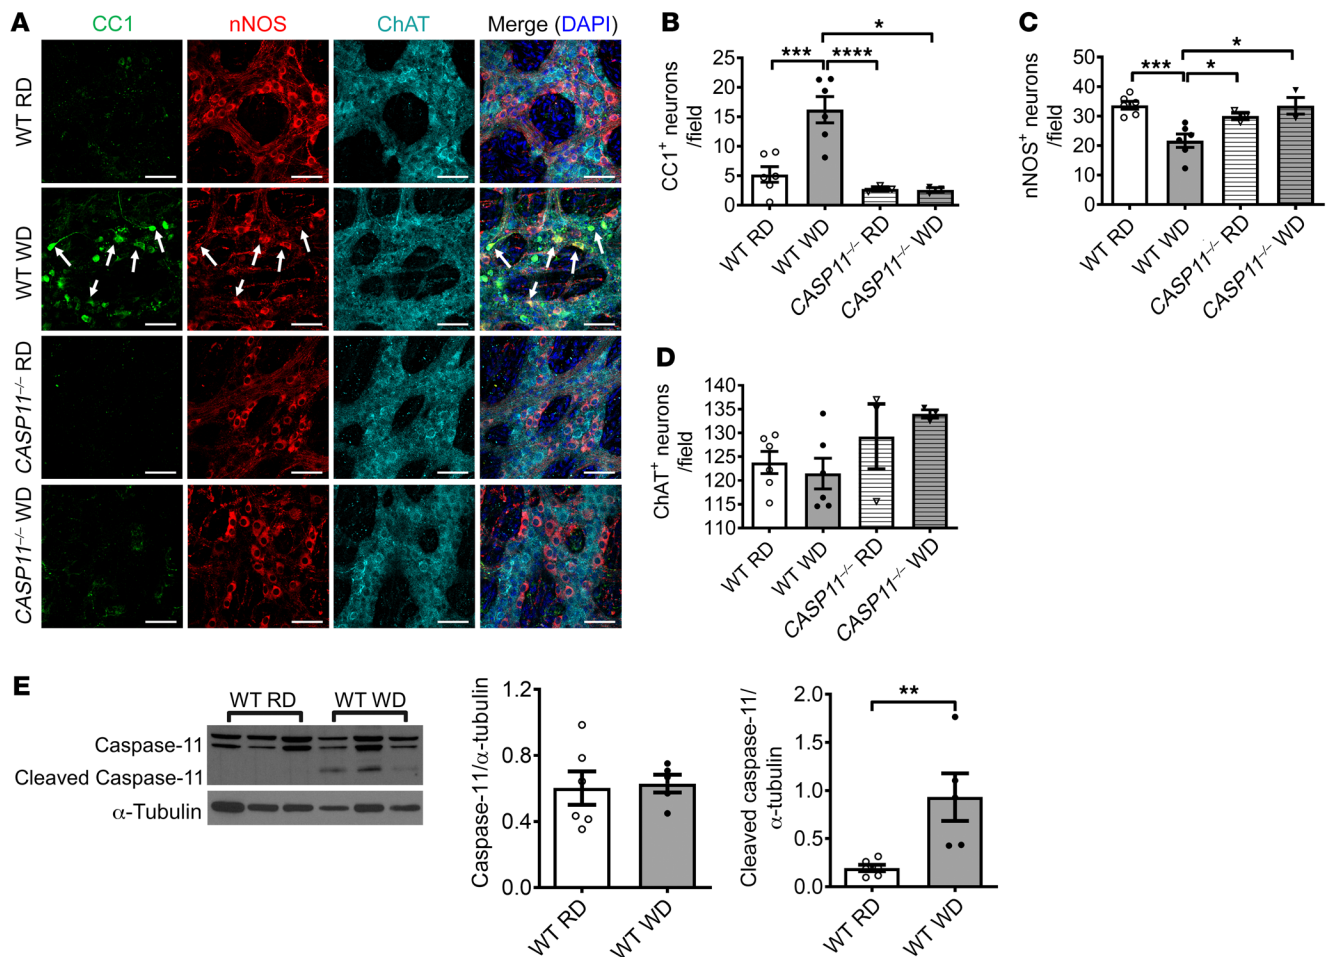 A
CC1
nNOS
ChAT
Merge (DAPI)
WT RD
WT WD
CASP11–/– RD
CASP11–/– WD
B
CC1+ neurons
/field
25
20
15
10
5
0
***
****
*
WT RD
WT WD
CASP11–/– RD
CASP11–/– WD
C
nNOS+ neurons
/field
50
40
30
20
10
0
***
*
*
WT RD
WT WD
CASP11–/– RD
CASP11–/– WD
D
ChAT+ neurons
/field
140
135
130
125
120
115
110
WT RD
WT WD
CASP11–/– RD
CASP11–/– WD
E
WT RD
WT WD
Caspase-11
Cleaved Caspase-11
α-Tubulin
Caspase-11/α-tubulin
1.2
0.8
0.4
0.0
WT RD
WT WD
Cleaved caspase-11/
α-tubulin
2.0
1.5
1.0
0.5
0.0
**
WT RD
WT WD